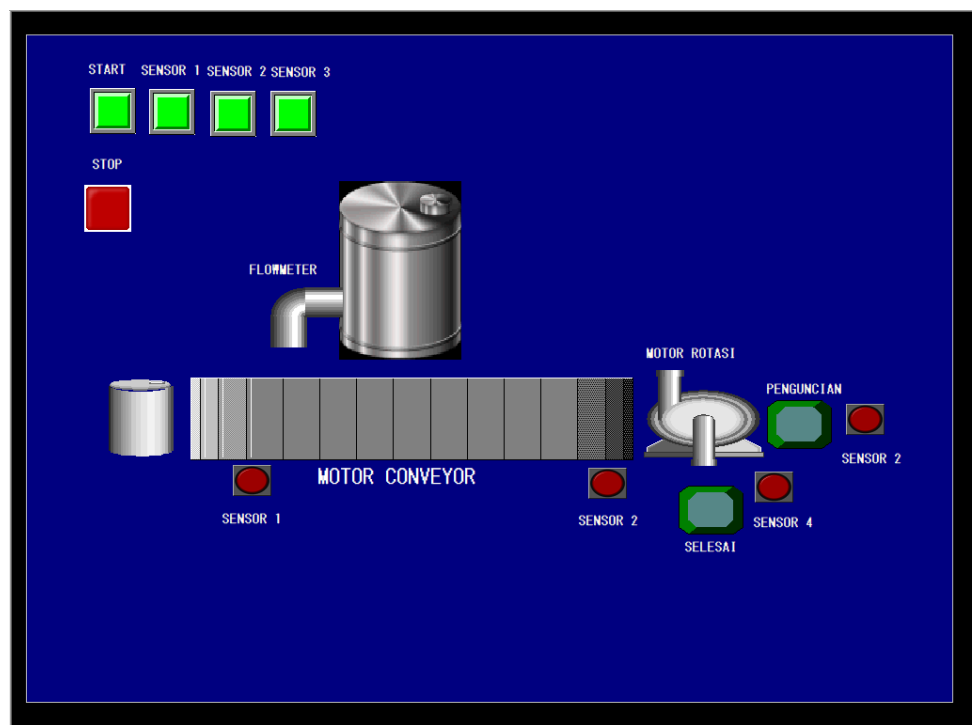 START SENSOR 1 SENSOR 2 SENSOR 3
STOP
FLOWMETER
MOTOR ROTASI
PENGUNCIAN
SENSOR 2
MOTOR CONVEYOR
SENSOR 1
SENSOR 2
SENSOR 4
SELESAI